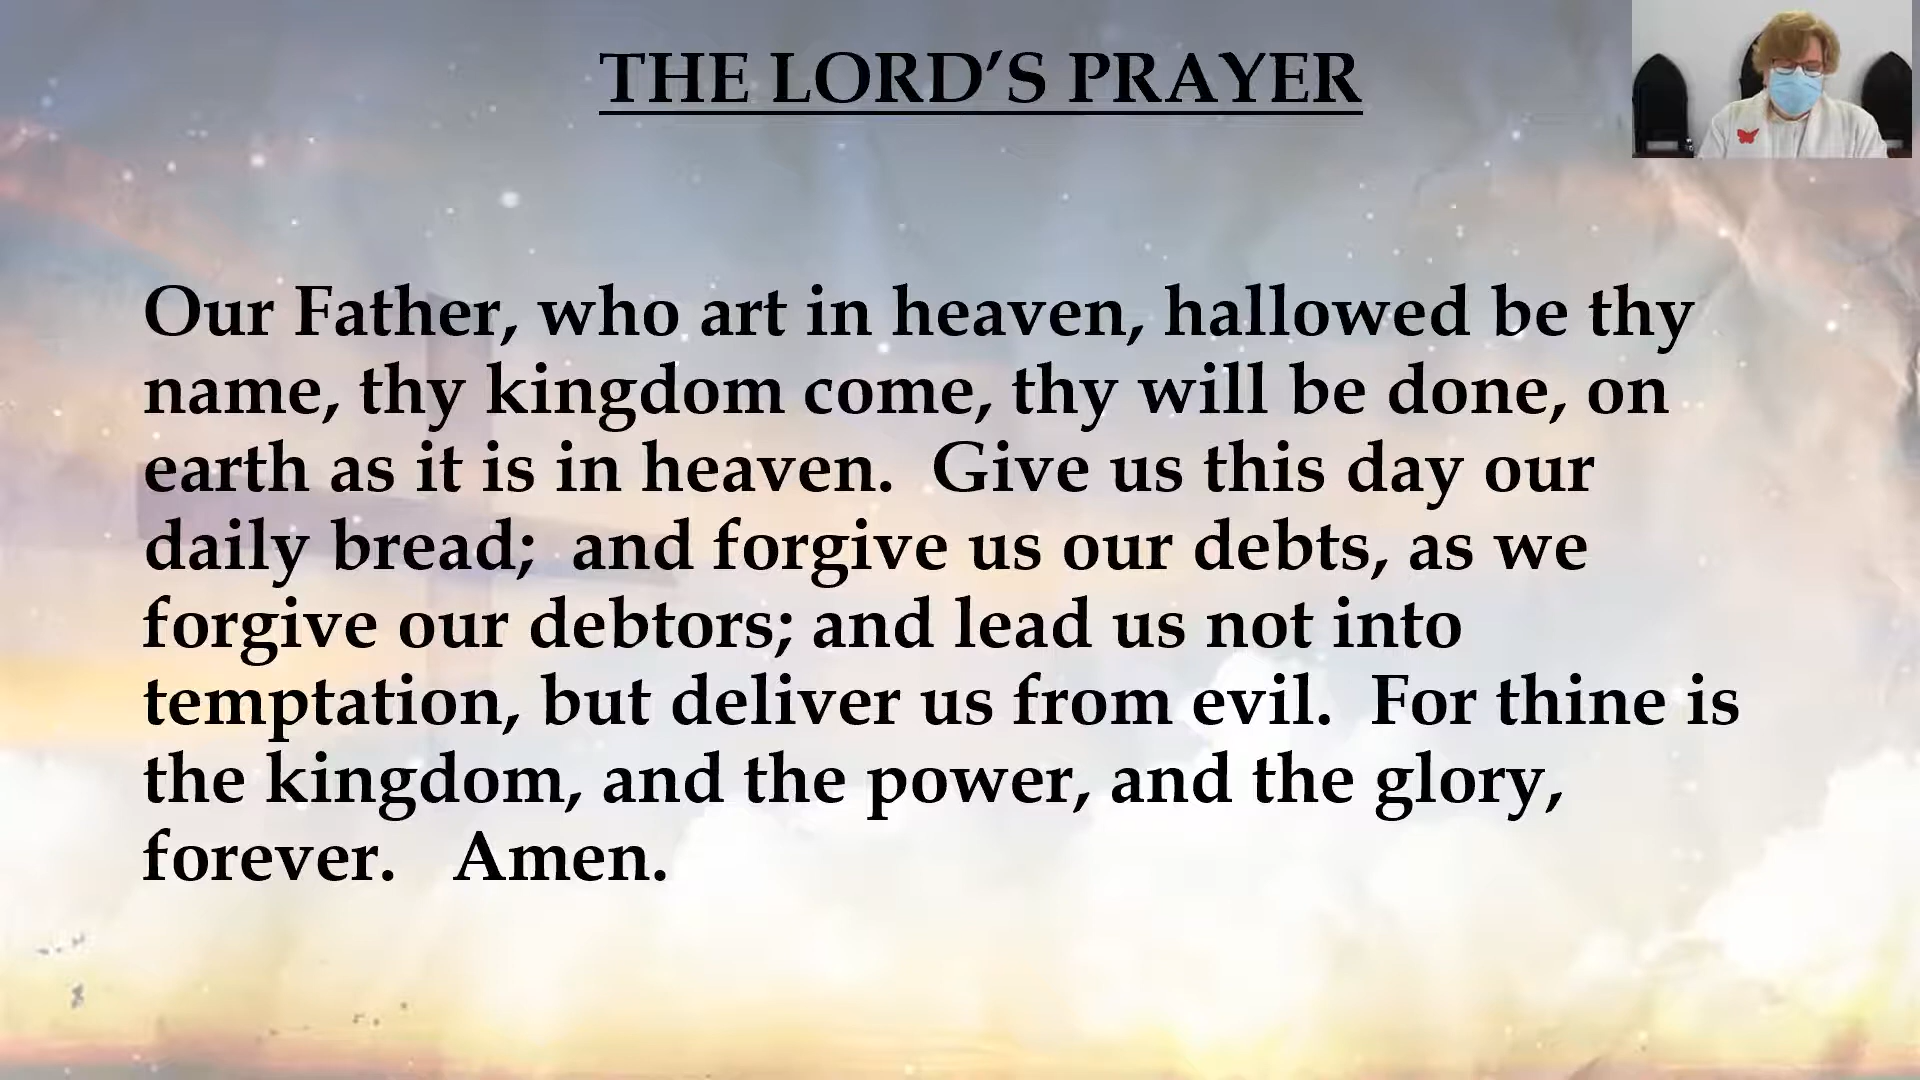 THE LORD’S PRAYER
Our Father, who art in heaven, hallowed be thy
name, thy kingdom come, thy will be done, on
earth as it is in heaven.  Give us this day our
daily bread;  and forgive us our debts, as we
forgive our debtors; and lead us not into
temptation, but deliver us from evil.  For thine is
the kingdom, and the power, and the glory,
forever.   Amen.